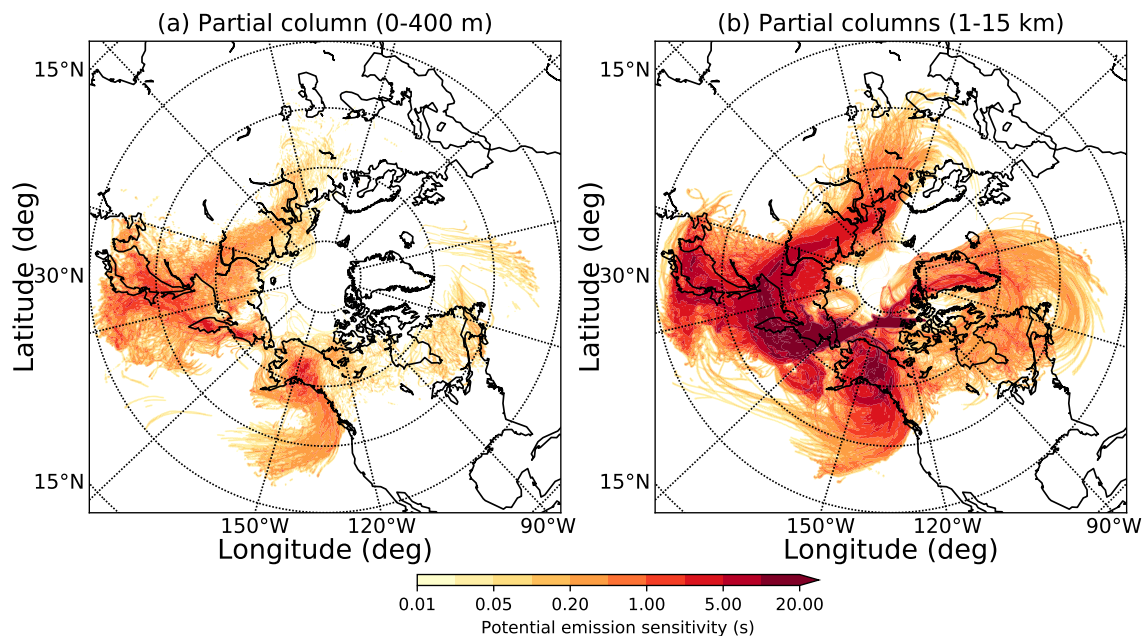 (a) Partial column (0-400 m)
(b) Partial columns (1-15 km)
15°N
30°N
15°N
Latitude (deg)
150°W 120°W 90°W
Longitude (deg)
15°N
30°N
15°N
Latitude (deg)
150°W 120°W 90°W
Longitude (deg)
0.01 0.05 0.20 1.00 5.00 20.00
Potential emission sensitivity (s)